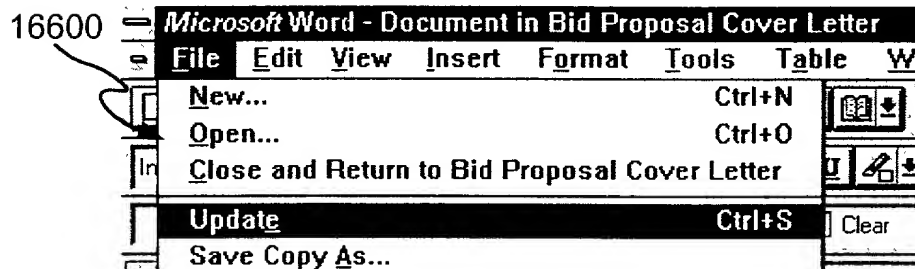 16600
Microsoft Word - Document in Bid Proposal Cover Letter
File Edit View Insert Format Tools Table W
New... Ctrl+N
Open... Ctrl+O
In Close and Return to Bid Proposal Cover Letter U
Update Ctrl+S Clear
Save Copy As...